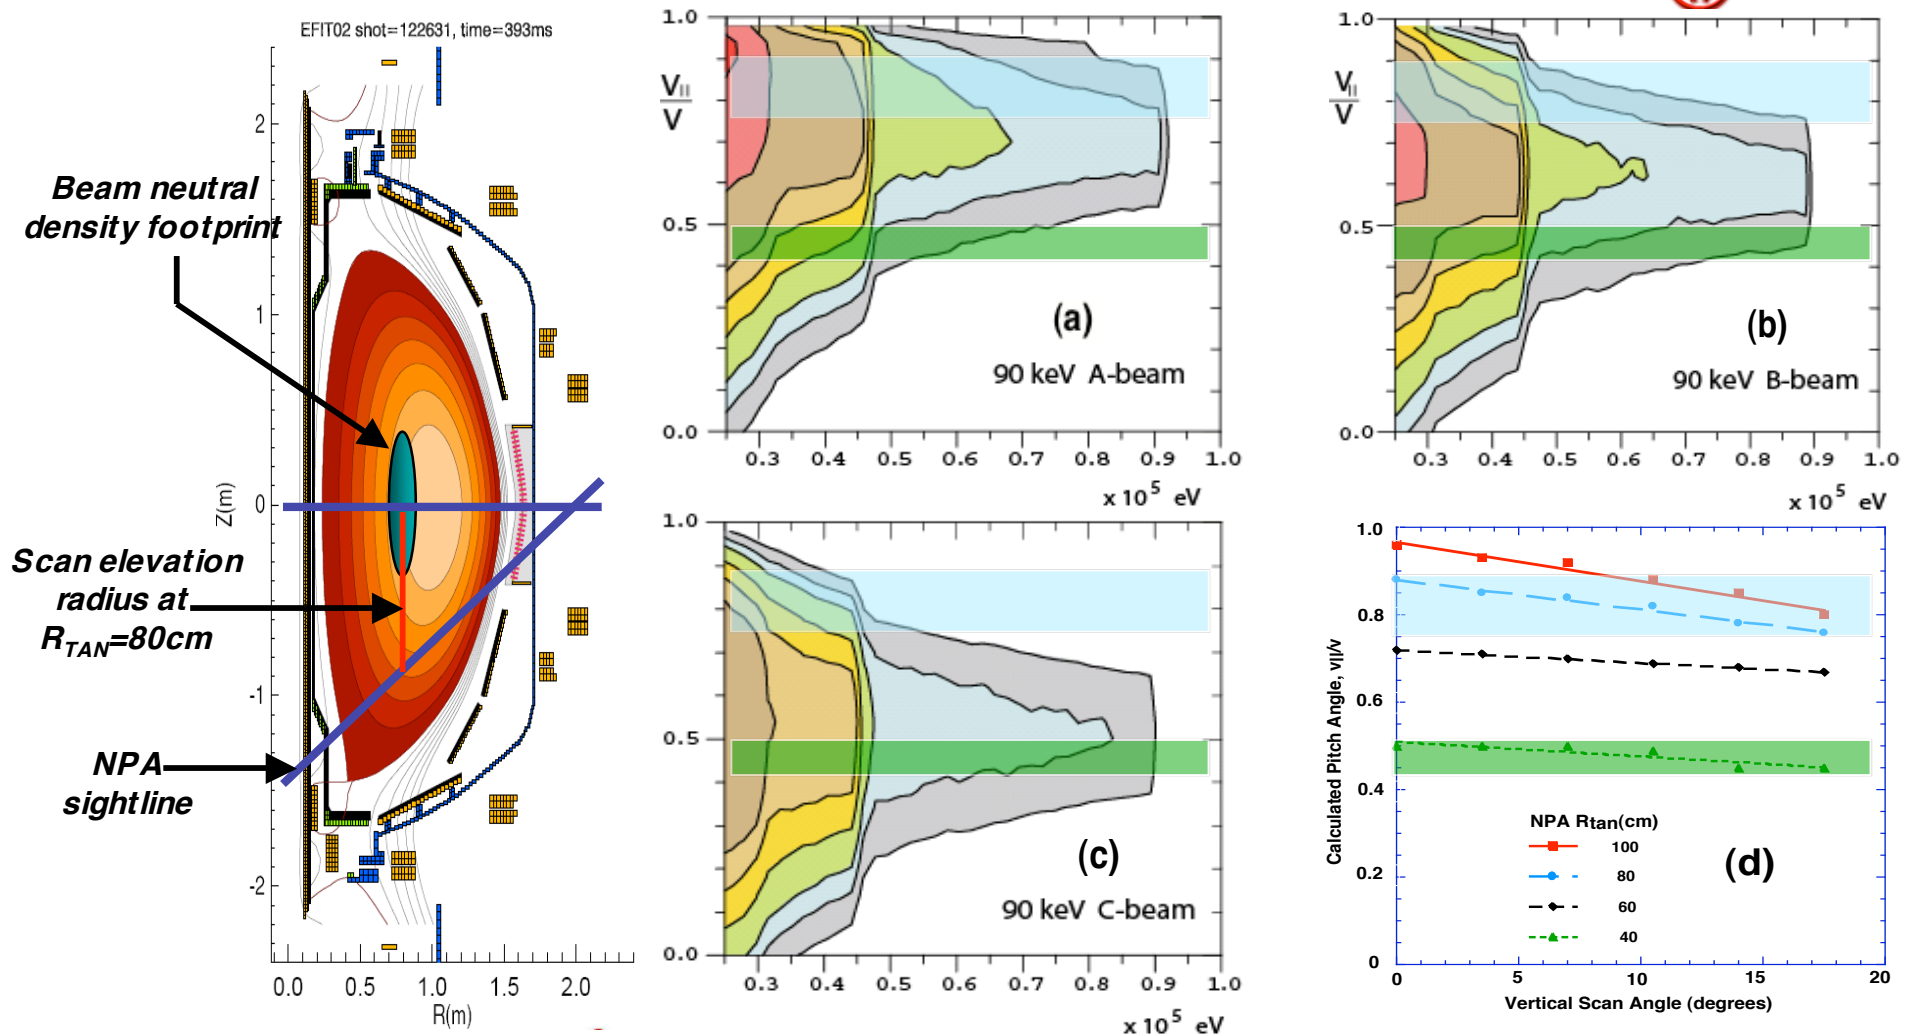 EFIT02 shot=122631, time=393ms
Beam neutral
density footprint
Scan elevation
radius at
RTAN=80cm
NPA
sightline
Z(m)
2
1
0
-1
-2
0.0 0.5 1.0 1.5 2.0
R(m)
1.0
V||
V
0.5
0.0
(a)
90 keV A-beam
0.3 0.4 0.5 0.6 0.7 0.8 0.9 1.0
x 10^5 eV
1.0
V||
V
0.5
0.0
(b)
90 keV B-beam
0.3 0.4 0.5 0.6 0.7 0.8 0.9 1.0
x 10^5 eV
1.0
0.5
0.0
(c)
90 keV C-beam
0.3 0.4 0.5 0.6 0.7 0.8 0.9 1.0
x 10^5 eV
Calculated Pitch Angle, v||/v
1.0
0.8
0.6
0.4
0.2
0
NPA Rtan(cm)
100
80
60
40
(d)
0 5 10 15 20
Vertical Scan Angle (degrees)